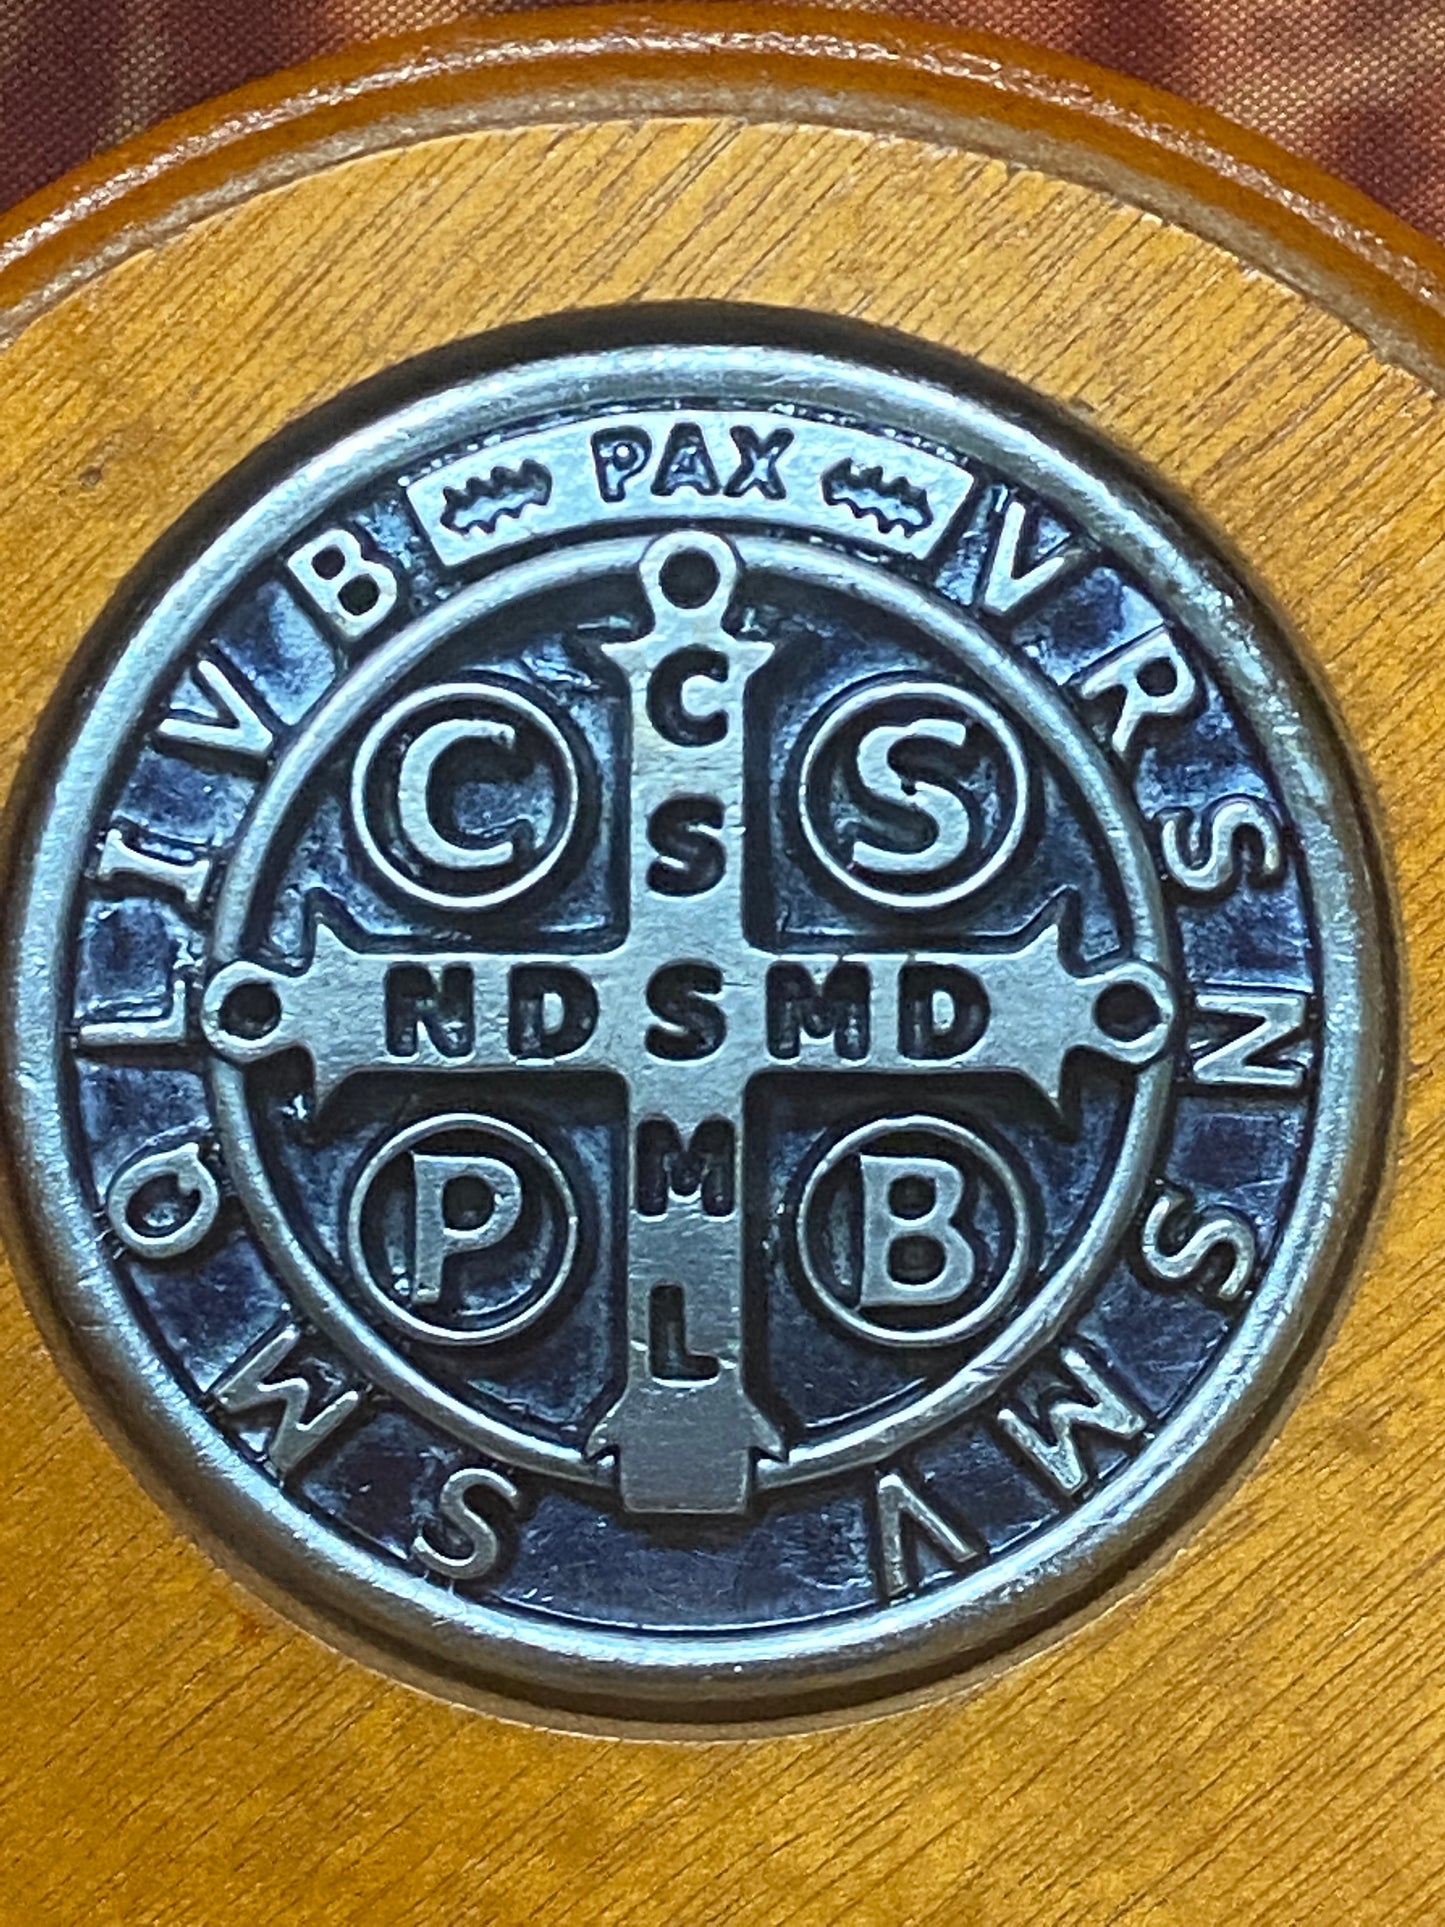 PAX
V R S N S M V S M Q L I V B
C S
P B
C S S M L
N D S M D